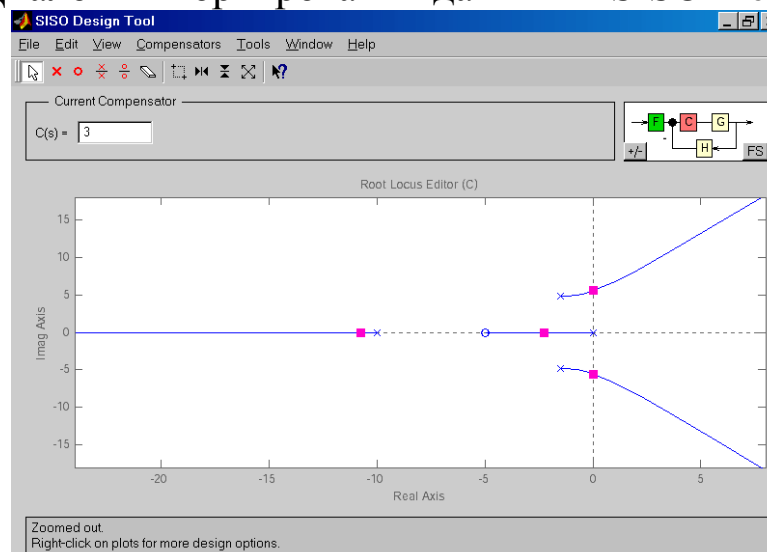 SISO Design Tool
File Edit View Compensators Tools Window Help
Current Compensator
C(s) = 3
F C G
H
+/- FS
Root Locus Editor (C)
Imag Axis
15
10
5
0
-5
-10
-15
-20 -15 -10 -5 0 5
Real Axis
Zoomed out.
Right-click on plots for more design options.